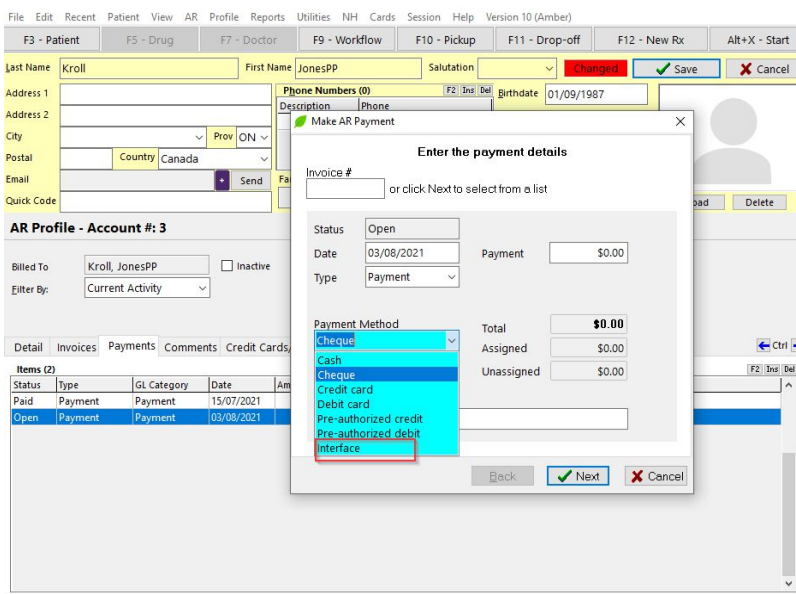 File Edit Recent Patient View AR Profile Reports Utilities NH Cards Session Help Version 10 (Amber)
F3 - Patient F5 - Drug F7 - Doctor F9 - Workflow F10 - Pickup F11 - Drop-off F12 - New Rx Alt+X - Start
Last Name Kroll First Name JonesPP Salutation Changed Save Cancel
Address 1 Phone Numbers (0) F2 Ins Del Birthdate 01/09/1987
Description Phone
Address 2
City Prov ON
Postal Country Canada
Email + Send
Quick Code Delete
AR Profile - Account #: 3
Billed To Kroll, JonesPP Inactive
Filter By: Current Activity
Detail Invoices Payments Comments Credit Cards/ Ctrl
Items (2) F2 Ins Del
Status Type GL Category Date
Paid Payment Payment 15/07/2021
Open Payment Payment 03/08/2021
Make AR Payment
Enter the payment details
Invoice #
or click Next to select from a list
Status Open
Date 03/08/2021 Payment $0.00
Type Payment
Payment Method Total $0.00
Cheque Assigned $0.00
Cash
Cheque Unassigned $0.00
Credit card
Debit card
Pre-authorized credit
Pre-authorized debit
Interface
Back Next Cancel